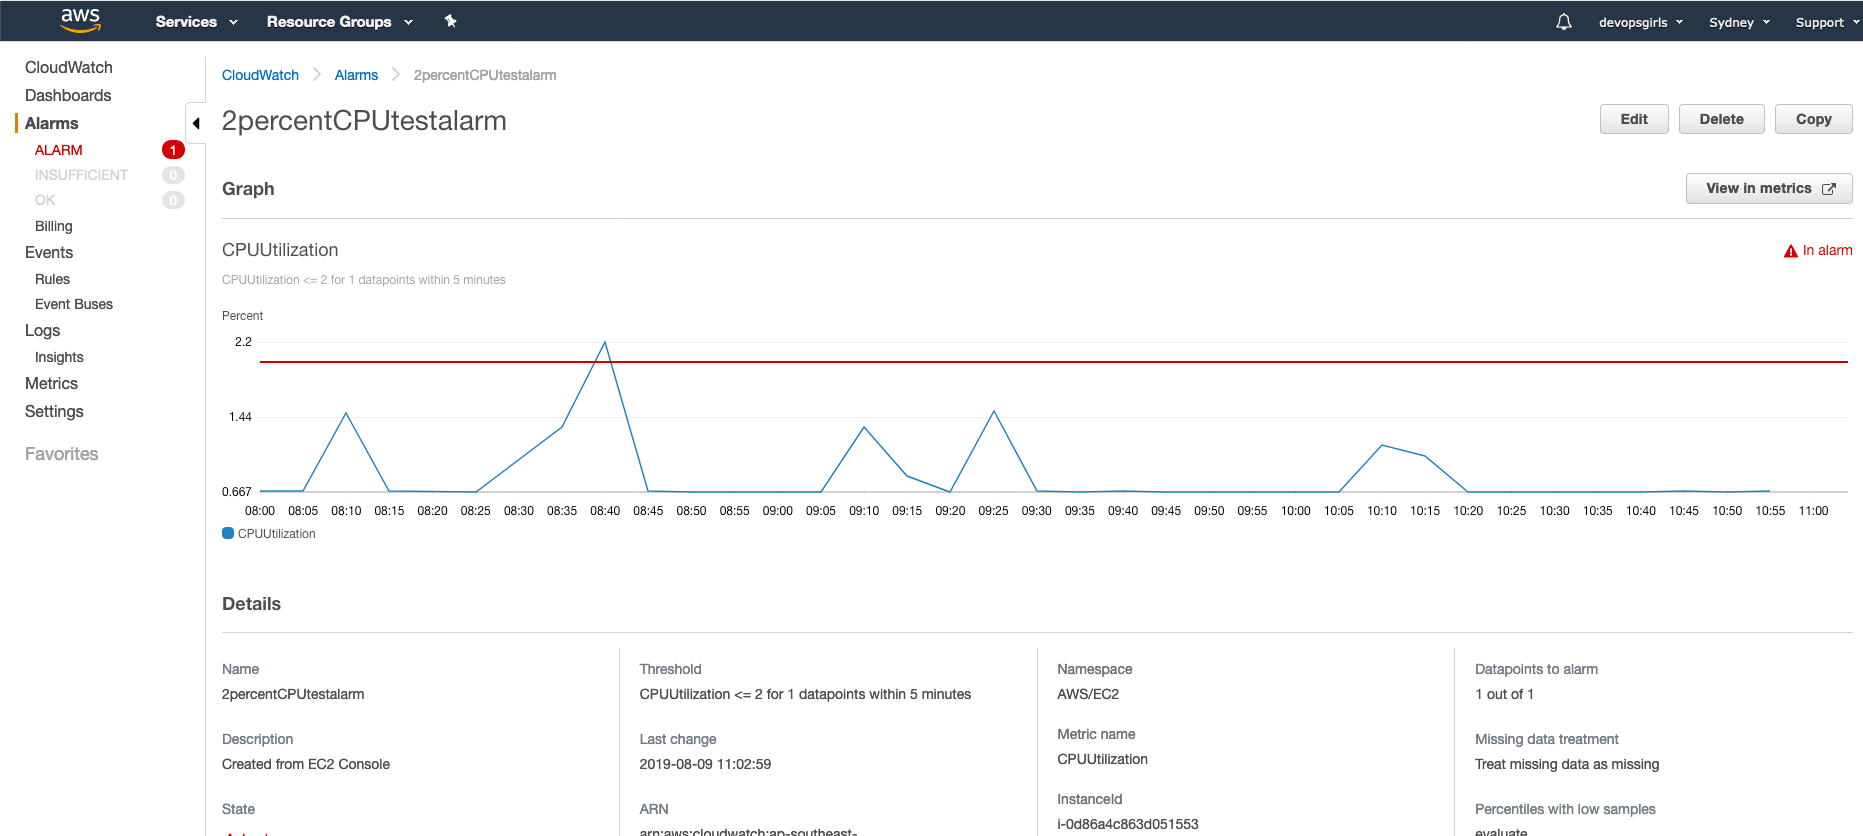 aws Services Resource Groups devopsgirls Sydney Support
CloudWatch
Dashboards
Alarms
ALARM 1
INSUFFICIENT 0
OK 0
Billing
Events
Rules
Event Buses
Logs
Insights
Metrics
Settings
Favorites
CloudWatch Alarms 2percentCPUtestalarm
2percentCPUtestalarm
Edit Delete Copy
Graph
View in metrics
CPUUtilization
In alarm
CPUUtilization <= 2 for 1 datapoints within 5 minutes
Percent
2.2
1.44
0.667
08:00 08:05 08:10 08:15 08:20 08:25 08:30 08:35 08:40 08:45 08:50 08:55 09:00 09:05 09:10 09:15 09:20 09:25 09:30 09:35 09:40 09:45 09:50 09:55 10:00 10:05 10:10 10:15 10:20 10:25 10:30 10:35 10:40 10:45 10:50 10:55 11:00
CPUUtilization
Details
Name
2percentCPUtestalarm
Description
Created from EC2 Console
State
Threshold
CPUUtilization <= 2 for 1 datapoints within 5 minutes
Last change
2019-08-09 11:02:59
ARN
arn:aws:cloudwatch:ap-southeast-
Namespace
AWS/EC2
Metric name
CPUUtilization
InstanceId
i-0d86a4c863d051553
Datapoints to alarm
1 out of 1
Missing data treatment
Treat missing data as missing
Percentiles with low samples
evaluate